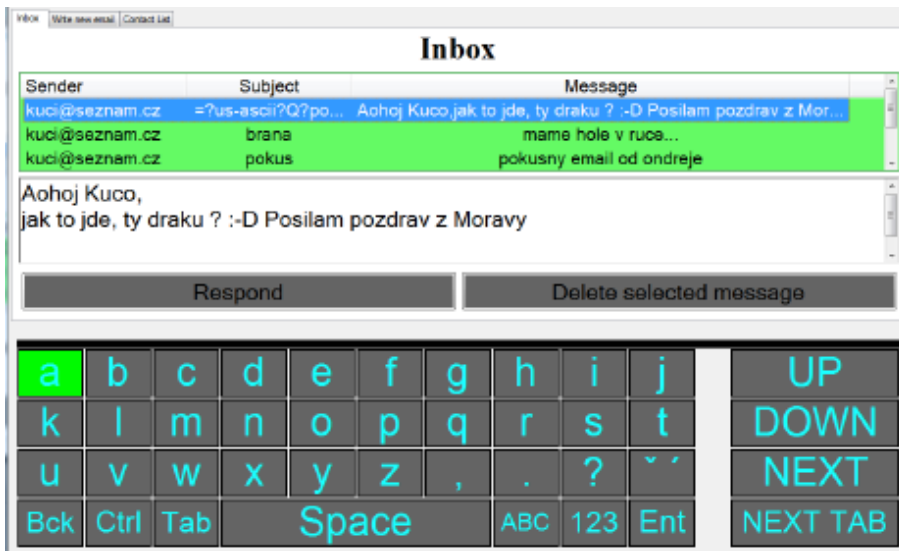 Inbox Write new email Contact List
Inbox
Sender Subject Message
kuci@seznam.cz =?us-ascii?Q?po... Aohoj Kuco,jak to jde, ty draku ? :-D Posilam pozdrav z Mor...
kuci@seznam.cz brana mame hole v ruce...
kuci@seznam.cz pokus pokusny email od ondreje
Aohoj Kuco,
jak to jde, ty draku ? :-D Posilam pozdrav z Moravy
Respond Delete selected message
a b c d e f g h i j UP
k l m n o p q r s t DOWN
u v w x y z , . ? ˇ ´ NEXT
Bck Ctrl Tab Space ABC 123 Ent NEXT TAB